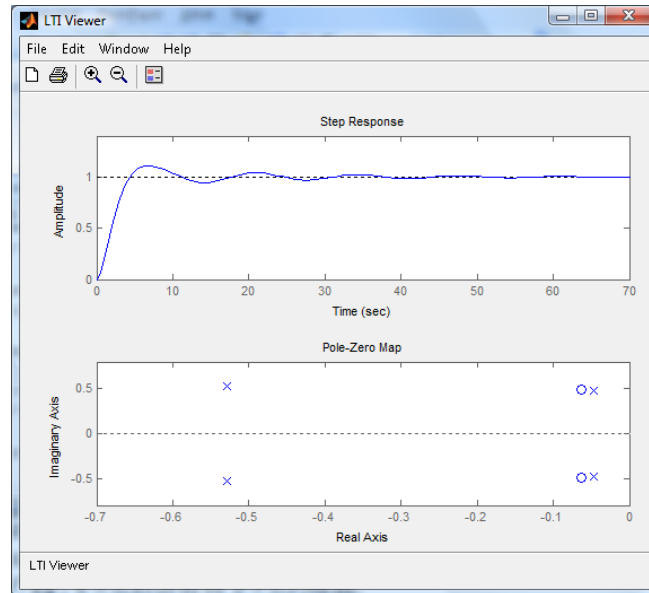 LTI Viewer
File Edit Window Help
Step Response
Amplitude
1
0.5
0
0 10 20 30 40 50 60 70
Time (sec)
Pole-Zero Map
Imaginary Axis
0.5
0
-0.5
-0.7 -0.6 -0.5 -0.4 -0.3 -0.2 -0.1 0
Real Axis
LTI Viewer